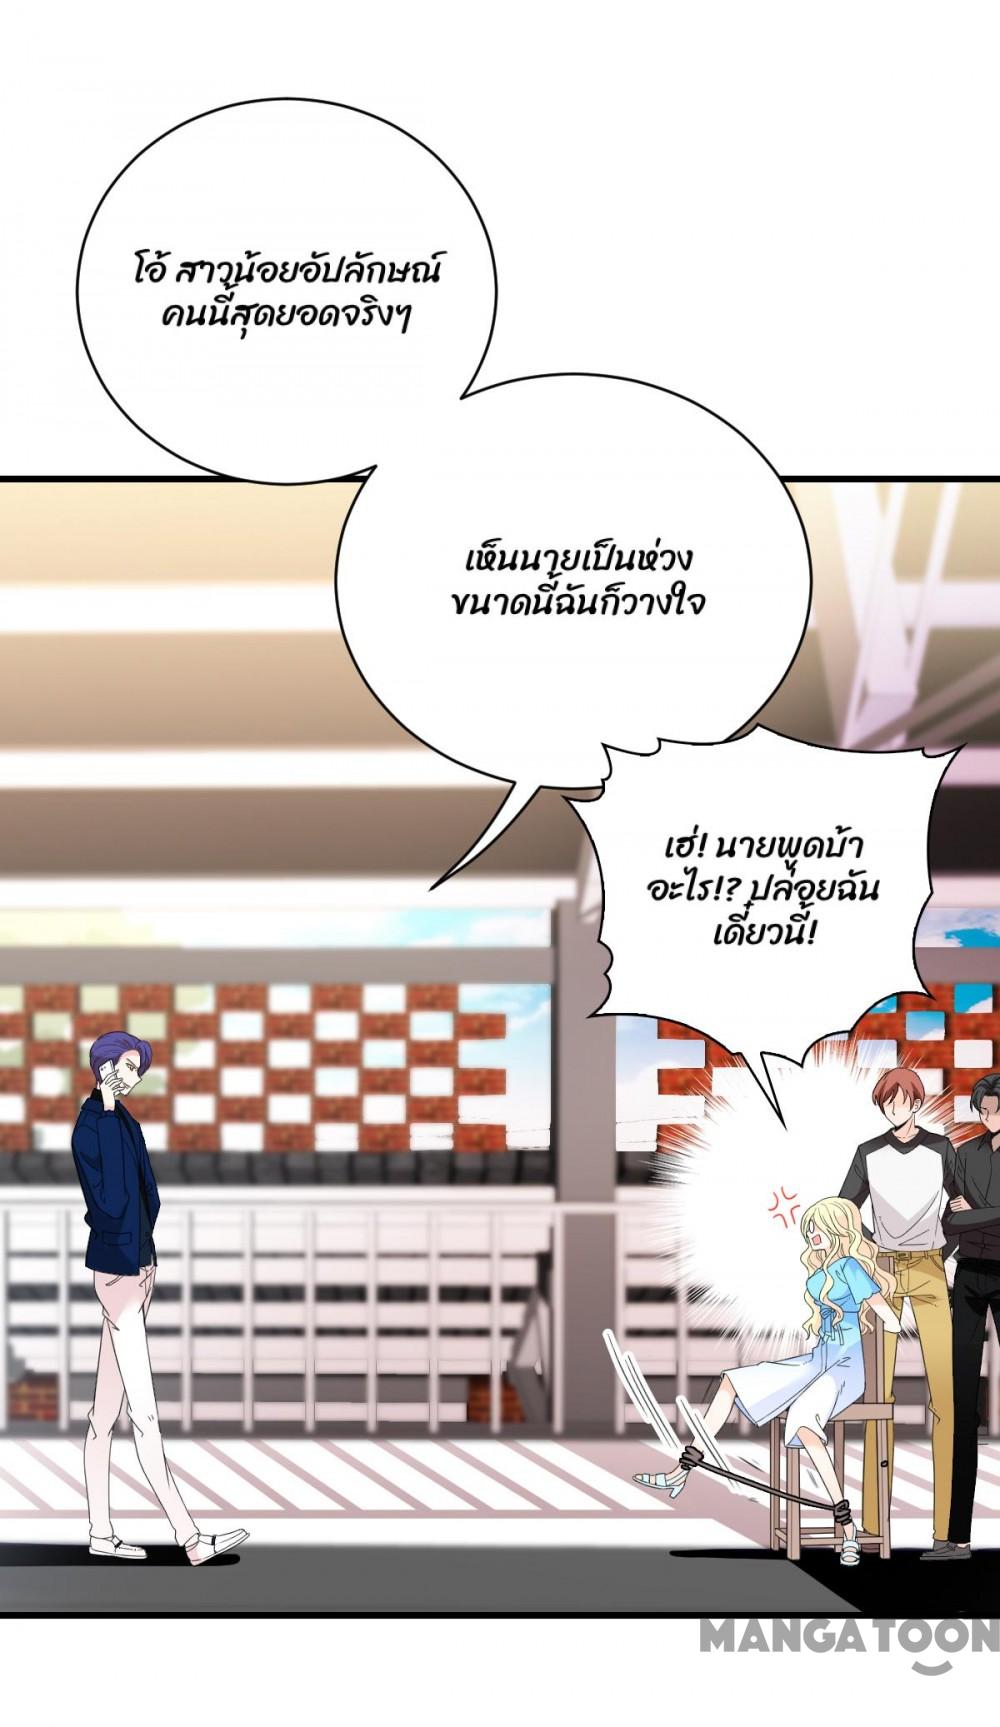 โอ้ สาวน้อยอัปลักษณ์
คนนี้สุดยอดจริงๆ
เห็นนายเป็นห่วง
ขนาดนี้ฉันก็วางใจ
เฮ่! นายพูดบ้า
อะไร!? ปล่อยฉัน
เดี๋ยวนี้!
MANGATOON